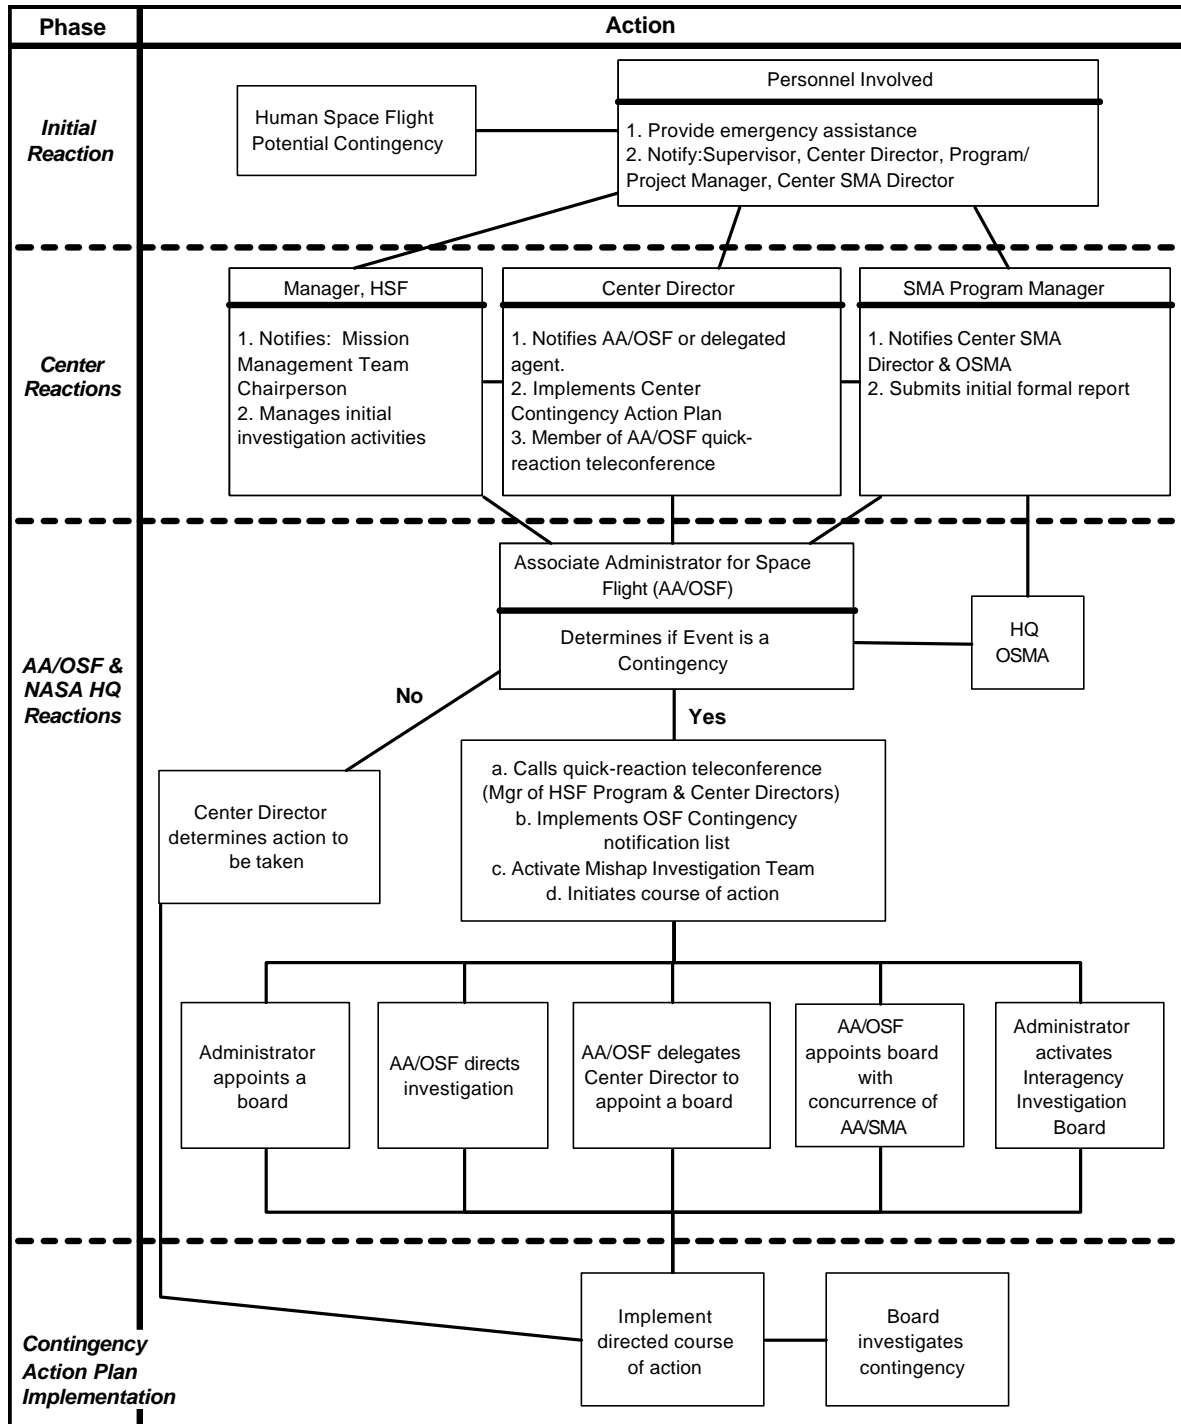 Phase
Action
Initial
Reaction
Human Space Flight
Potential Contingency
Personnel Involved
1. Provide emergency assistance
2. Notify:Supervisor, Center Director, Program/
Project Manager, Center SMA Director
Center
Reactions
Manager, HSF
1. Notifies: Mission
Management Team
Chairperson
2. Manages initial
investigation activities
Center Director
1. Notifies AA/OSF or delegated
agent.
2. Implements Center
Contingency Action Plan
3. Member of AA/OSF quick-
reaction teleconference
SMA Program Manager
1. Notifies Center SMA
Director & OSMA
2. Submits initial formal report
AA/OSF &
NASA HQ
Reactions
Associate Administrator for Space
Flight (AA/OSF)
Determines if Event is a
Contingency
HQ
OSMA
No
Yes
Center Director
determines action to
be taken
a. Calls quick-reaction teleconference
(Mgr of HSF Program & Center Directors)
b. Implements OSF Contingency
notification list
c. Activate Mishap Investigation Team
d. Initiates course of action
Administrator
appoints a
board
AA/OSF directs
investigation
AA/OSF delegates
Center Director to
appoint a board
AA/OSF
appoints board
with
concurrence of
AA/SMA
Administrator
activates
Interagency
Investigation
Board
Contingency
Action Plan
Implementation
Implement
directed course
of action
Board
investigates
contingency